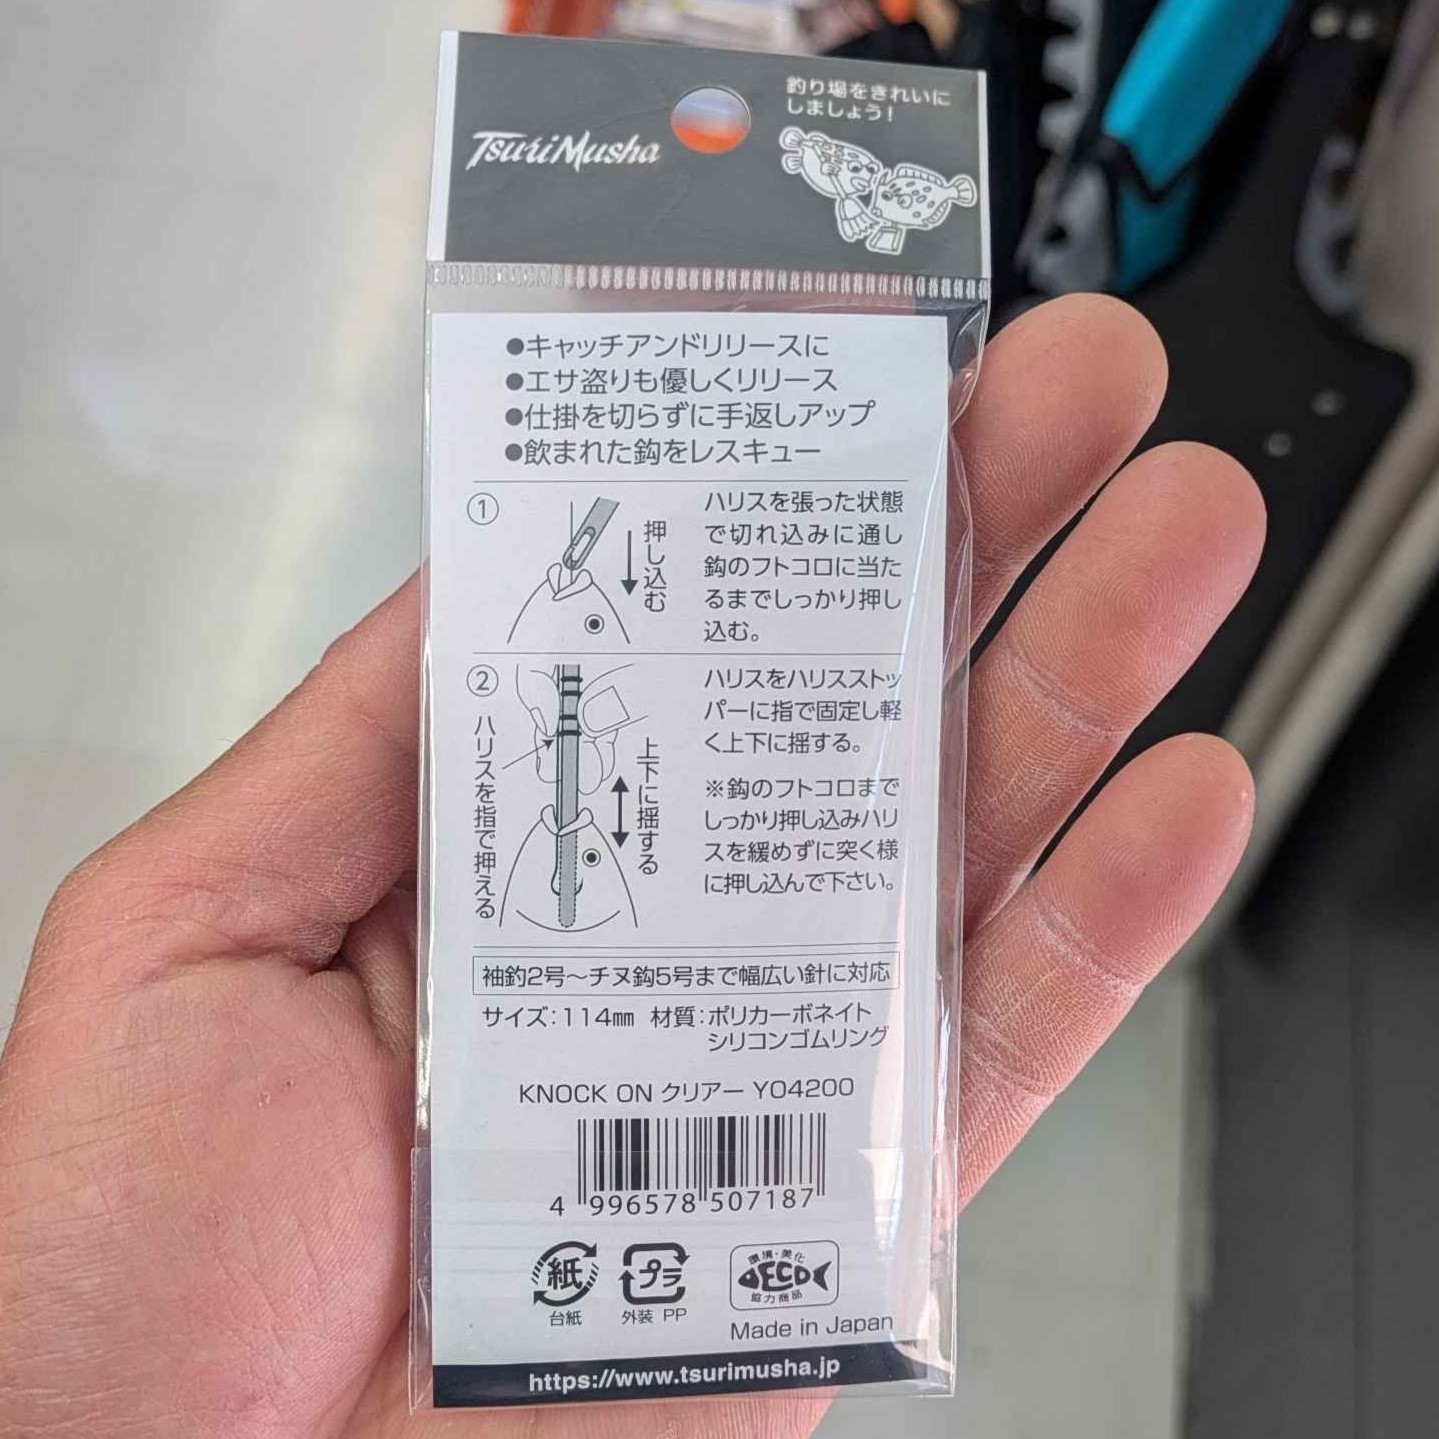 TsuriMusha
釣り場をきれいに
しましょう!
●キャッチアンドリリースに
●エサ盗りも優しくリリース
●仕掛を切らずに手返しアップ
●飲まれた鈎をレスキュー
①
押し込む
ハリスを張った状態
で切れ込みに通し
鈎のフトコロに当た
るまでしっかり押し
込む。
②
ハリスを指で押える
上下に揺する
ハリスをハリスストッ
パーに指で固定し軽
く上下に揺する。
※鈎のフトコロまで
しっかり押し込みハリ
スを緩めずに突く様
に押し込んで下さい。
袖釣2号〜チヌ鈎5号まで幅広い針に対応
サイズ:114㎜ 材質:ポリカーボネイト
シリコンゴムリング
KNOCK ON クリアー Y04200
4 996578 507187
紙
台紙
プラ
外装 PP
環境・美化
ECO
協力商品
Made in Japan
https://www.tsurimusha.jp